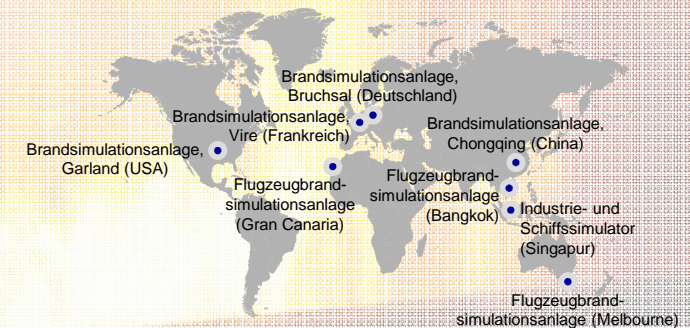 Brandsimulationsanlage,
Bruchsal (Deutschland)
Brandsimulationsanlage,
Vire (Frankreich)
Brandsimulationsanlage,
Chongqing (China)
Brandsimulationsanlage,
Garland (USA)
Flugzeugbrand-
simulationsanlage
(Gran Canaria)
Flugzeugbrand-
simulationsanlage
(Bangkok)
Industrie- und
Schiffssimulator
(Singapur)
Flugzeugbrand-
simulationsanlage (Melbourne)